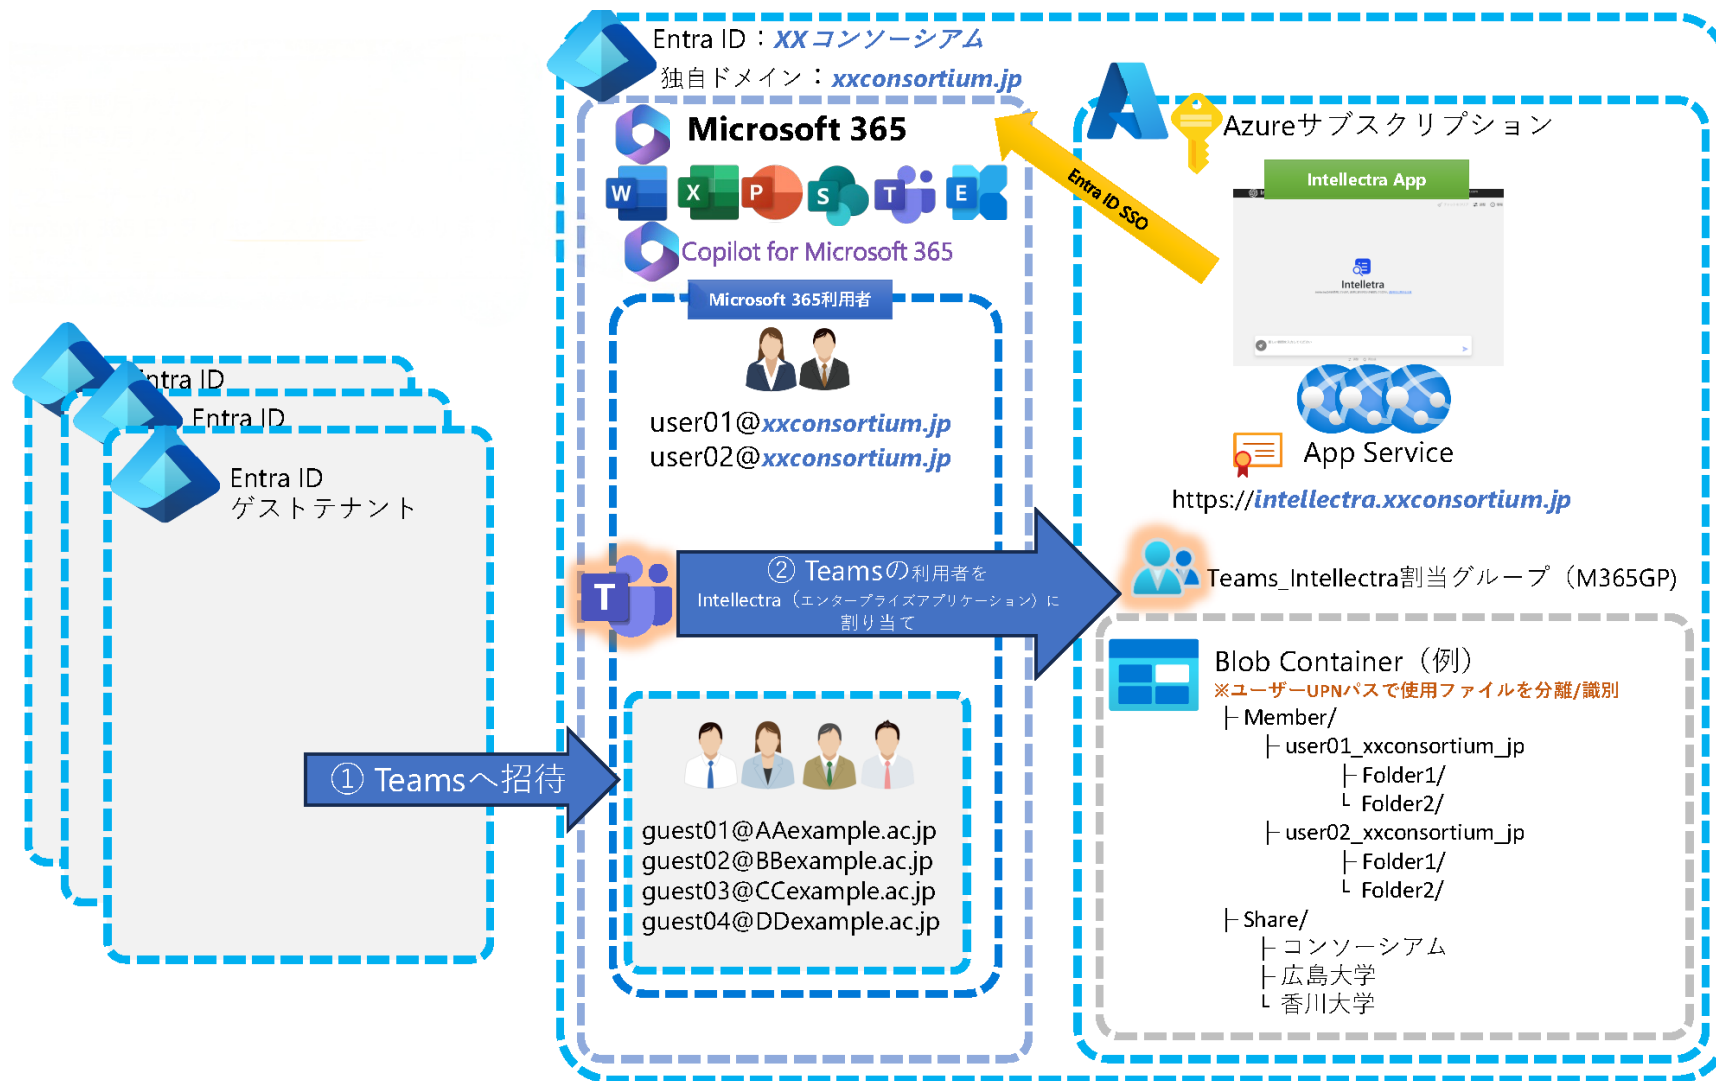 Entra ID：XXコンソーシアム
独自ドメイン：xxconsortium.jp
Microsoft 365
W
X
P
S
T
E
Copilot for Microsoft 365
Microsoft 365利用者
user01@xxconsortium.jp
user02@xxconsortium.jp
Entra ID SSO
Azureサブスクリプション
Intellectra App
Intelletra
App Service
https://intellectra.xxconsortium.jp
ntra ID
Entra ID
Entra ID
ゲストテナント
① Teamsへ招待
T
② Teamsの利用者を
Intellectra（エンタープライズアプリケーション）に
割り当て
Teams_Intellectra割当グループ（M365GP)
guest01@AAexample.ac.jp
guest02@BBexample.ac.jp
guest03@CCexample.ac.jp
guest04@DDexample.ac.jp
Blob Container（例）
※ユーザーUPNパスで使用ファイルを分離/識別
├ Member/
├ user01_xxconsortium_jp
├ Folder1/
└ Folder2/
├ user02_xxconsortium_jp
├ Folder1/
└ Folder2/
├ Share/
├ コンソーシアム
├ 広島大学
└ 香川大学